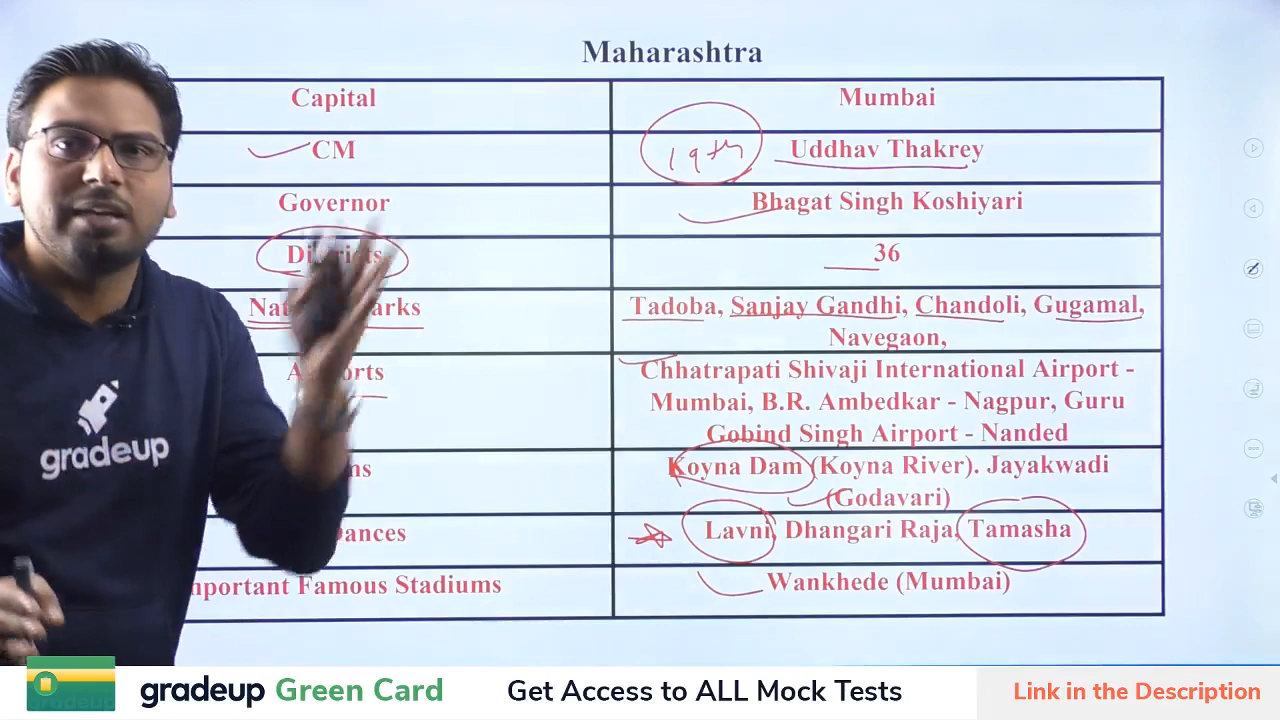 Maharashtra
Capital Mumbai
CM 19th Uddhav Thakrey
Governor Bhagat Singh Koshiyari
36
Tadoba, Sanjay Gandhi, Chandoli, Gugamal,
Navegaon,
Chhatrapati Shivaji International Airport -
Mumbai, B.R. Ambedkar - Nagpur, Guru
Gobind Singh Airport - Nanded
Koyna Dam (Koyna River). Jayakwadi
(Godavari)
Lavni, Dhangari Raja, Tamasha
Famous Stadiums Wankhede (Mumbai)
gradeup
gradeup Green Card Get Access to ALL Mock Tests Link in the Description